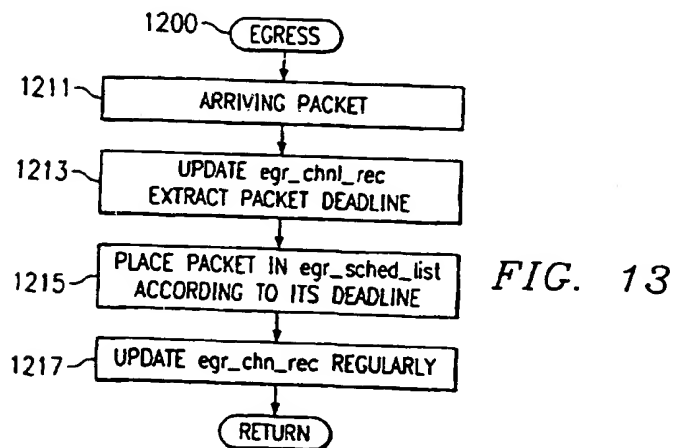 1200
EGRESS
1211
ARRIVING PACKET
1213
UPDATE egr_chnl_rec
EXTRACT PACKET DEADLINE
1215
PLACE PACKET IN egr_sched_list
ACCORDING TO ITS DEADLINE
FIG. 13
1217
UPDATE egr_chn_rec REGULARLY
RETURN